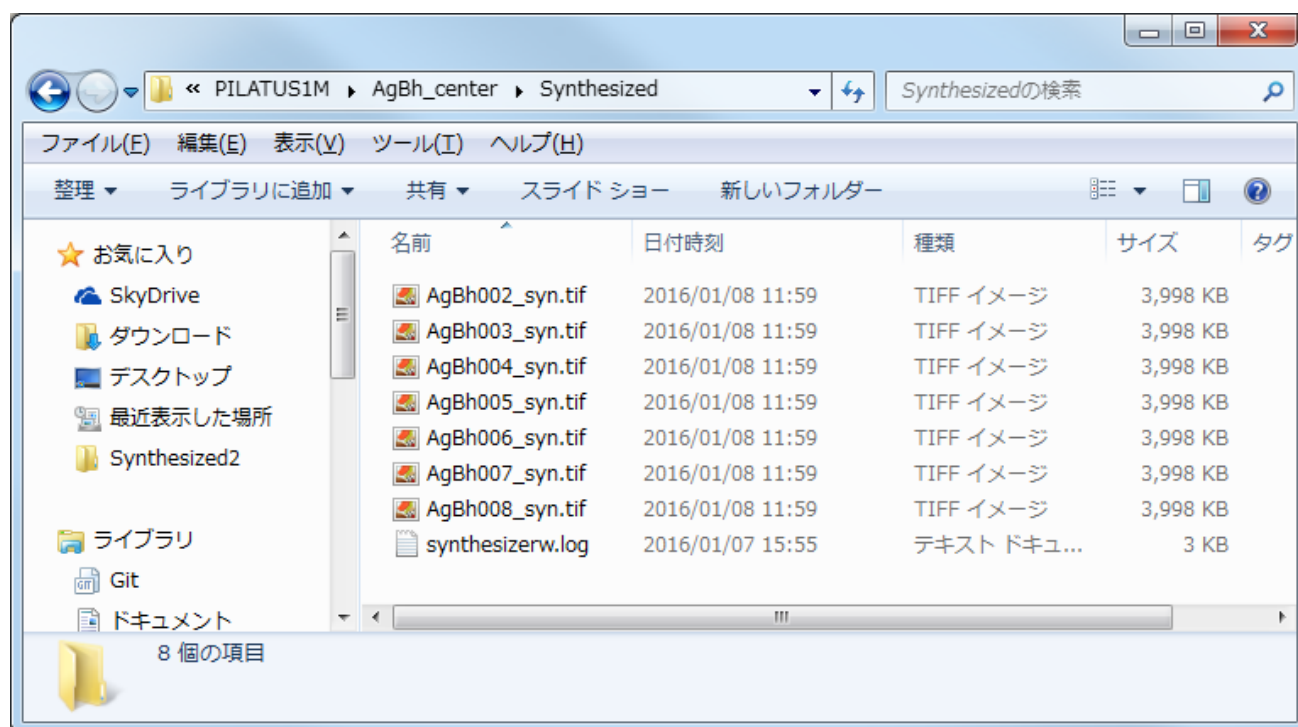 « PILATUS1M ▸ AgBh_center ▸ Synthesized
Synthesizedの検索
ファイル(F) 編集(E) 表示(V) ツール(T) ヘルプ(H)
整理 ▼ ライブラリに追加 ▼ 共有 ▼ スライド ショー 新しいフォルダー
お気に入り
SkyDrive
ダウンロード
デスクトップ
最近表示した場所
Synthesized2
ライブラリ
Git
ドキュメント
名前 日付時刻 種類 サイズ タグ
AgBh002_syn.tif 2016/01/08 11:59 TIFF イメージ 3,998 KB
AgBh003_syn.tif 2016/01/08 11:59 TIFF イメージ 3,998 KB
AgBh004_syn.tif 2016/01/08 11:59 TIFF イメージ 3,998 KB
AgBh005_syn.tif 2016/01/08 11:59 TIFF イメージ 3,998 KB
AgBh006_syn.tif 2016/01/08 11:59 TIFF イメージ 3,998 KB
AgBh007_syn.tif 2016/01/08 11:59 TIFF イメージ 3,998 KB
AgBh008_syn.tif 2016/01/08 11:59 TIFF イメージ 3,998 KB
synthesizerw.log 2016/01/07 15:55 テキスト ドキュ... 3 KB
8 個の項目